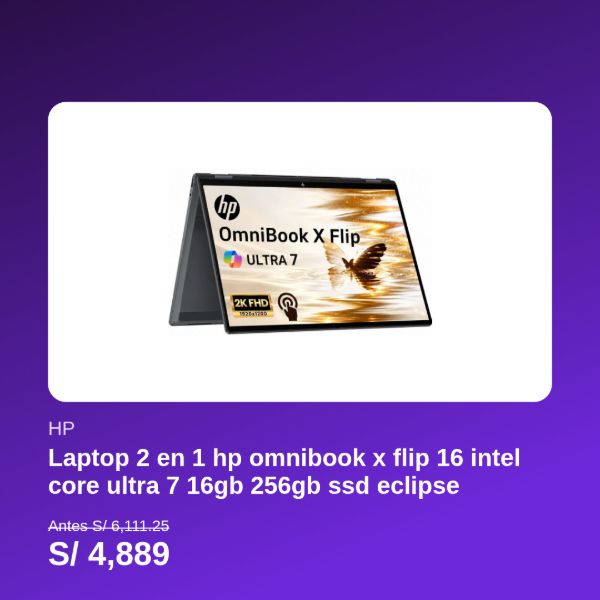 hp
OmniBook X Flip
ULTRA 7
2K FHD
1920x1200
HP
Laptop 2 en 1 hp omnibook x flip 16 intel
core ultra 7 16gb 256gb ssd eclipse
Antes S/ 6,111.25
S/ 4,889